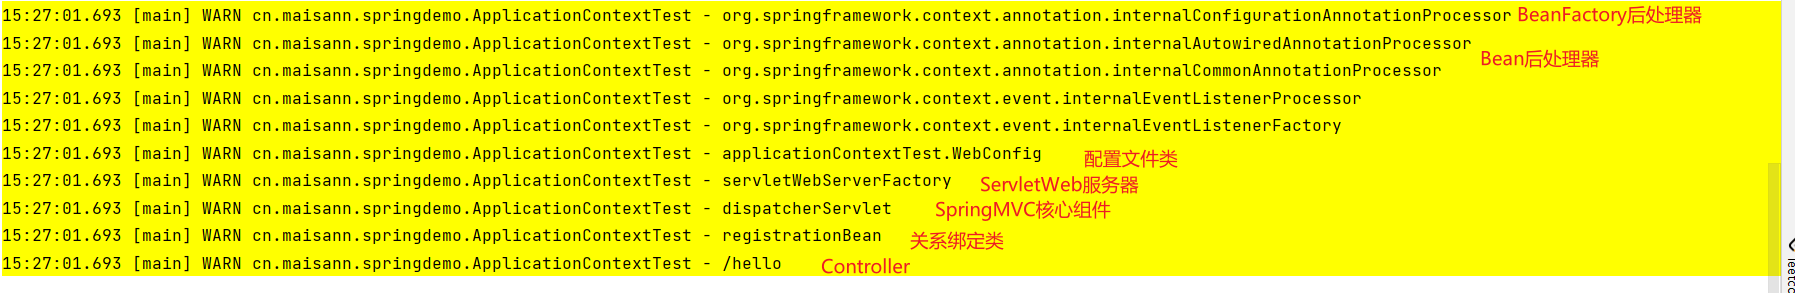 15:27:01.693 [main] WARN cn.maisann.springdemo.ApplicationContextTest - org.springframework.context.annotation.internalConfigurationAnnotationProcessor BeanFactory后处理器
15:27:01.693 [main] WARN cn.maisann.springdemo.ApplicationContextTest - org.springframework.context.annotation.internalAutowiredAnnotationProcessor
Bean后处理器
15:27:01.693 [main] WARN cn.maisann.springdemo.ApplicationContextTest - org.springframework.context.annotation.internalCommonAnnotationProcessor
15:27:01.693 [main] WARN cn.maisann.springdemo.ApplicationContextTest - org.springframework.context.event.internalEventListenerProcessor
15:27:01.693 [main] WARN cn.maisann.springdemo.ApplicationContextTest - org.springframework.context.event.internalEventListenerFactory
15:27:01.693 [main] WARN cn.maisann.springdemo.ApplicationContextTest - applicationContextTest.WebConfig 配置文件类
15:27:01.693 [main] WARN cn.maisann.springdemo.ApplicationContextTest - servletWebServerFactory ServletWeb服务器
15:27:01.693 [main] WARN cn.maisann.springdemo.ApplicationContextTest - dispatcherServlet SpringMVC核心组件
15:27:01.693 [main] WARN cn.maisann.springdemo.ApplicationContextTest - registrationBean 关系绑定类
15:27:01.693 [main] WARN cn.maisann.springdemo.ApplicationContextTest - /hello Controller